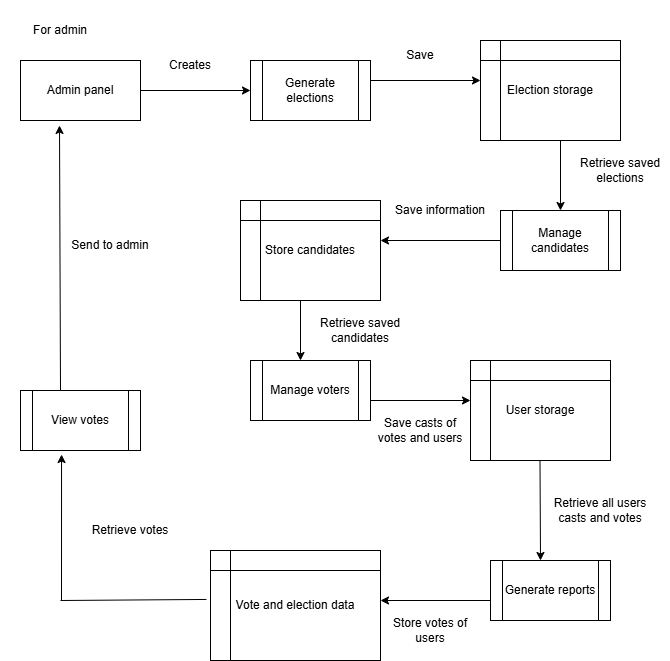 For admin
Admin panel
Creates
Generate
elections
Save
Election storage
Retrieve saved
elections
Manage
candidates
Save information
Store candidates
Retrieve saved
candidates
Manage voters
Save casts of
votes and users
User storage
Retrieve all users
casts and votes
Generate reports
Store votes of
users
Vote and election data
Retrieve votes
View votes
Send to admin